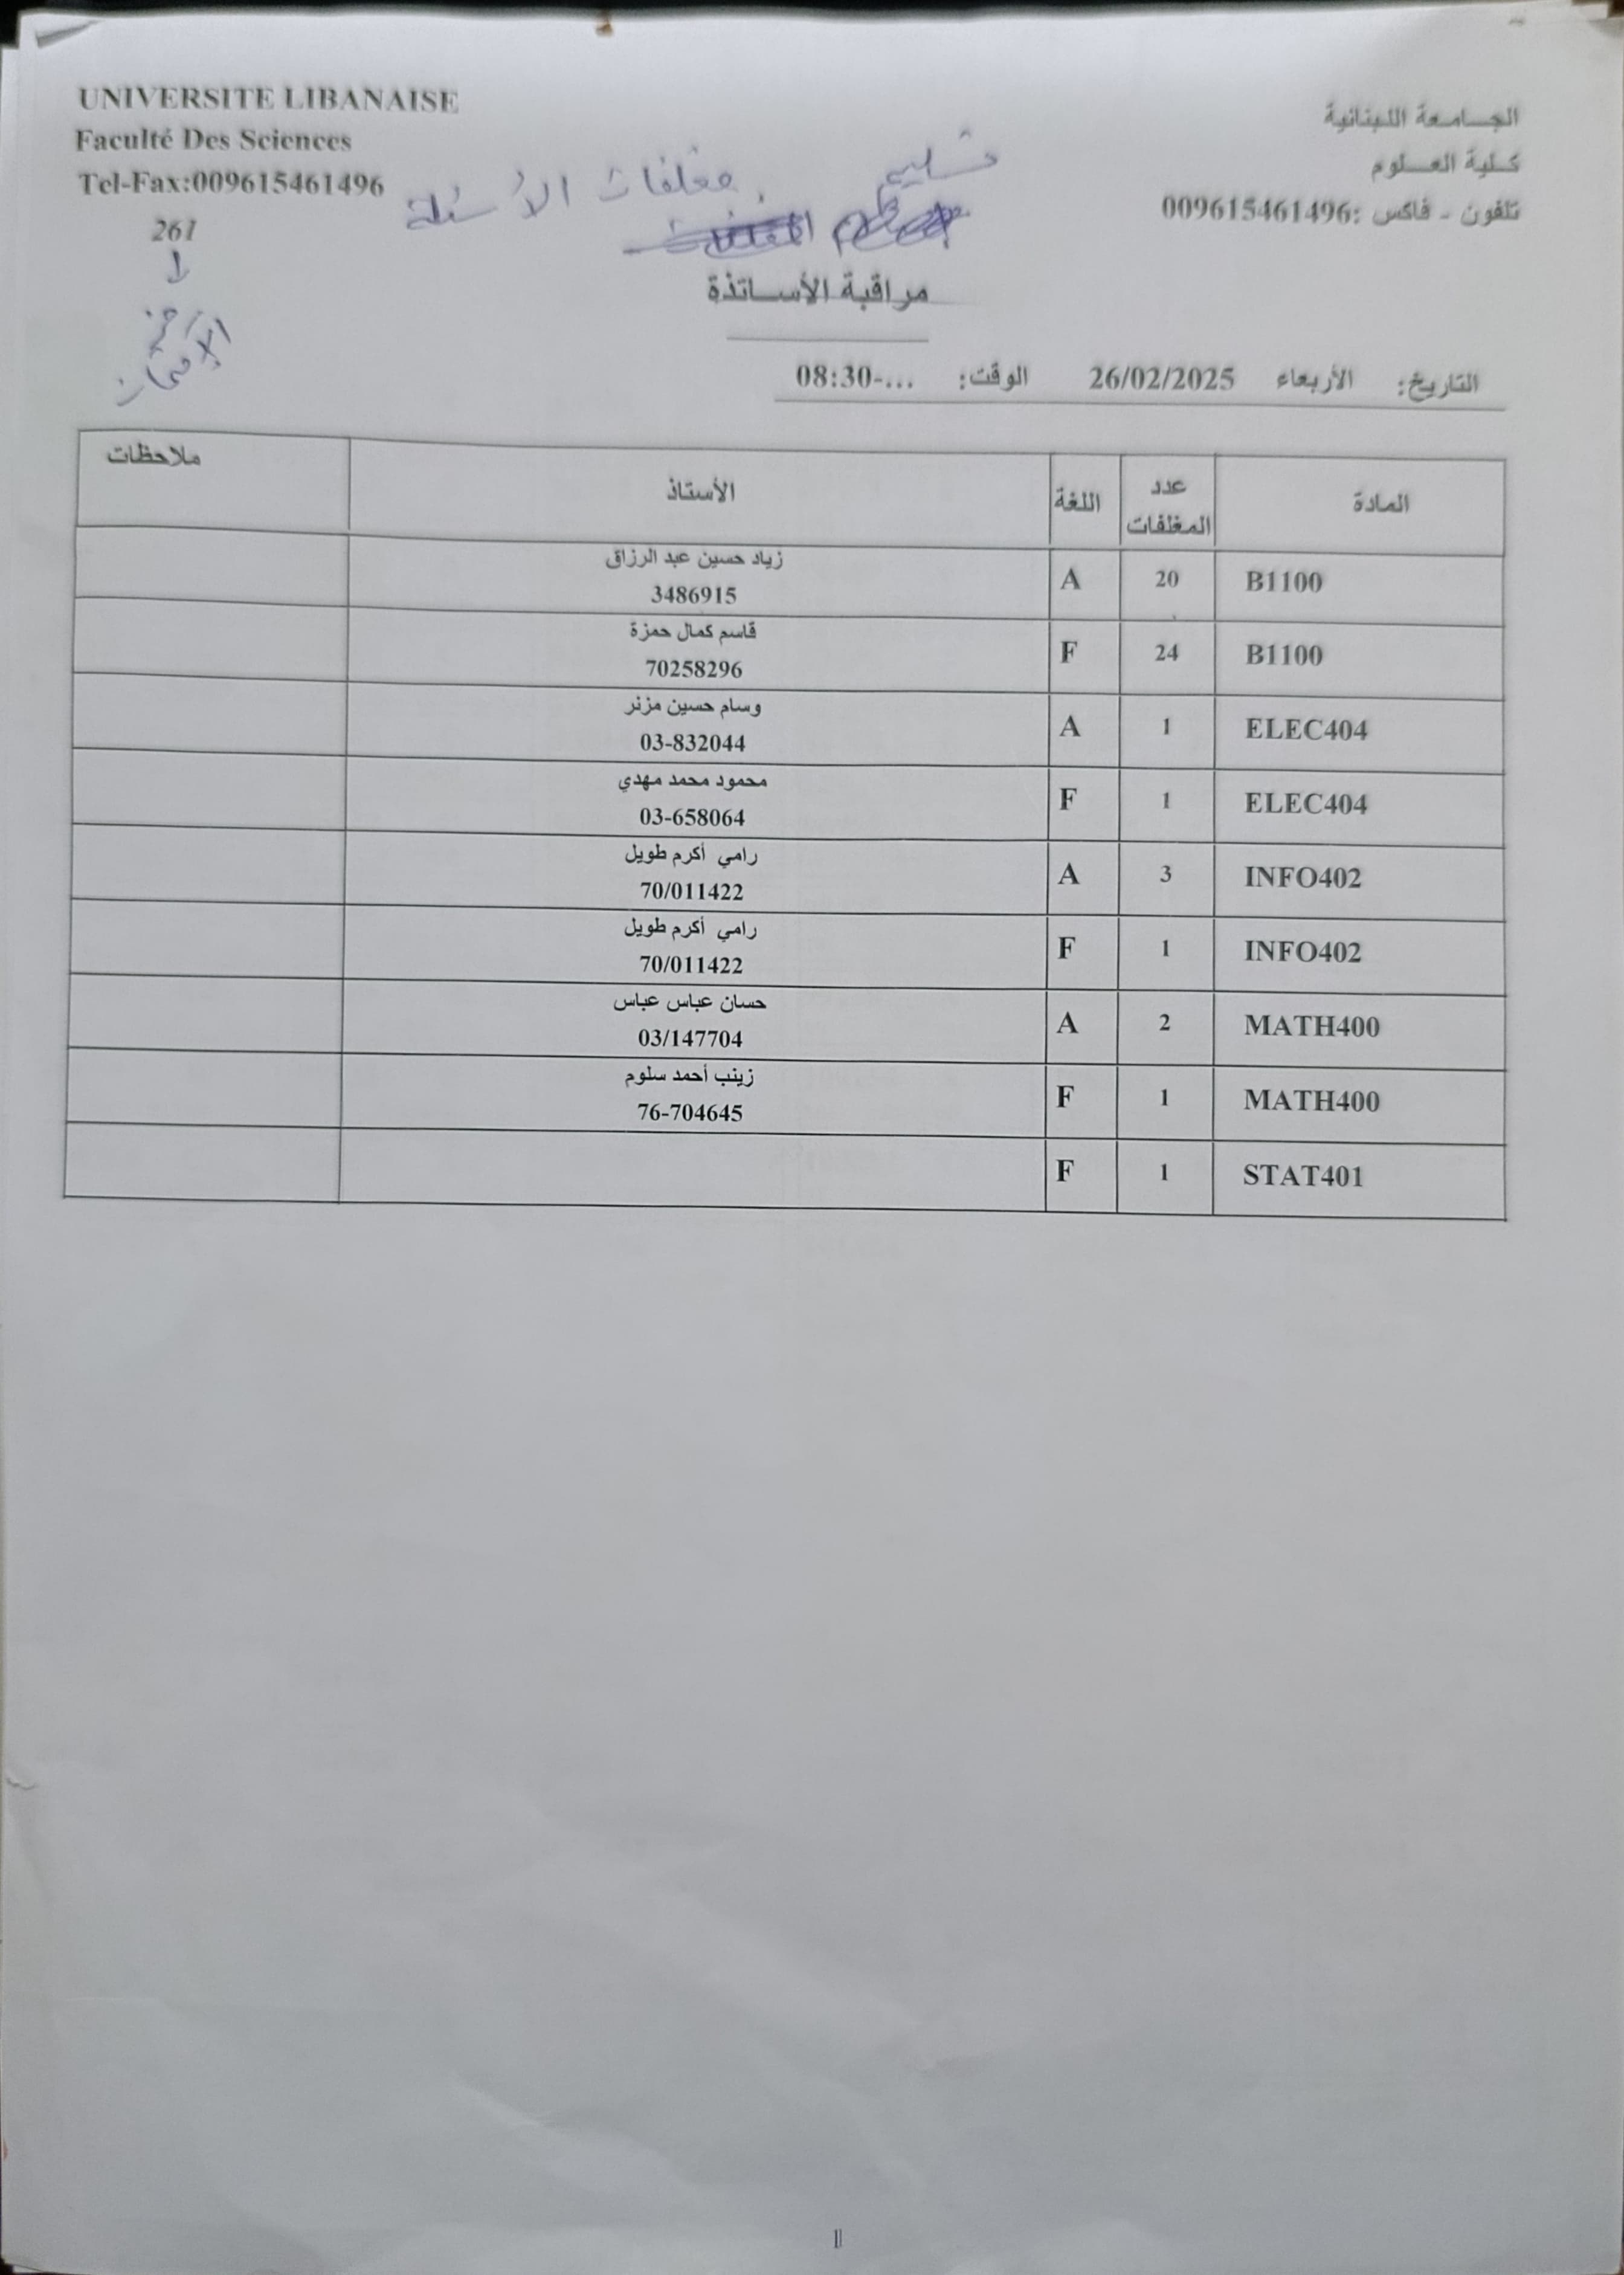 UNIVERSITE LIBANAISE
Faculté Des Sciences
Tel-Fax:009615461496
261
الجامعة اللبنانية
كلية العلوم
تلفون - فاكس :009615461496
تسليم مغلفات الأسئلة
مراقبة الأساتذة
التاريخ: الأربعاء 26/02/2025 الوقت: 08:30-...
المادة عدد المغلفات اللغة الأستاذ ملاحظات
B1100 20 A زياد حسين عبد الرزاق
3486915
B1100 24 F قاسم كمال حمزة
70258296
ELEC404 1 A وسام حسين مزنر
03-832044
ELEC404 1 F محمود محمد مهدي
03-658064
INFO402 3 A رامي أكرم طويل
70/011422
INFO402 1 F رامي أكرم طويل
70/011422
MATH400 2 A حسان عباس عباس
03/147704
MATH400 1 F زينب أحمد سلوم
76-704645
STAT401 1 F